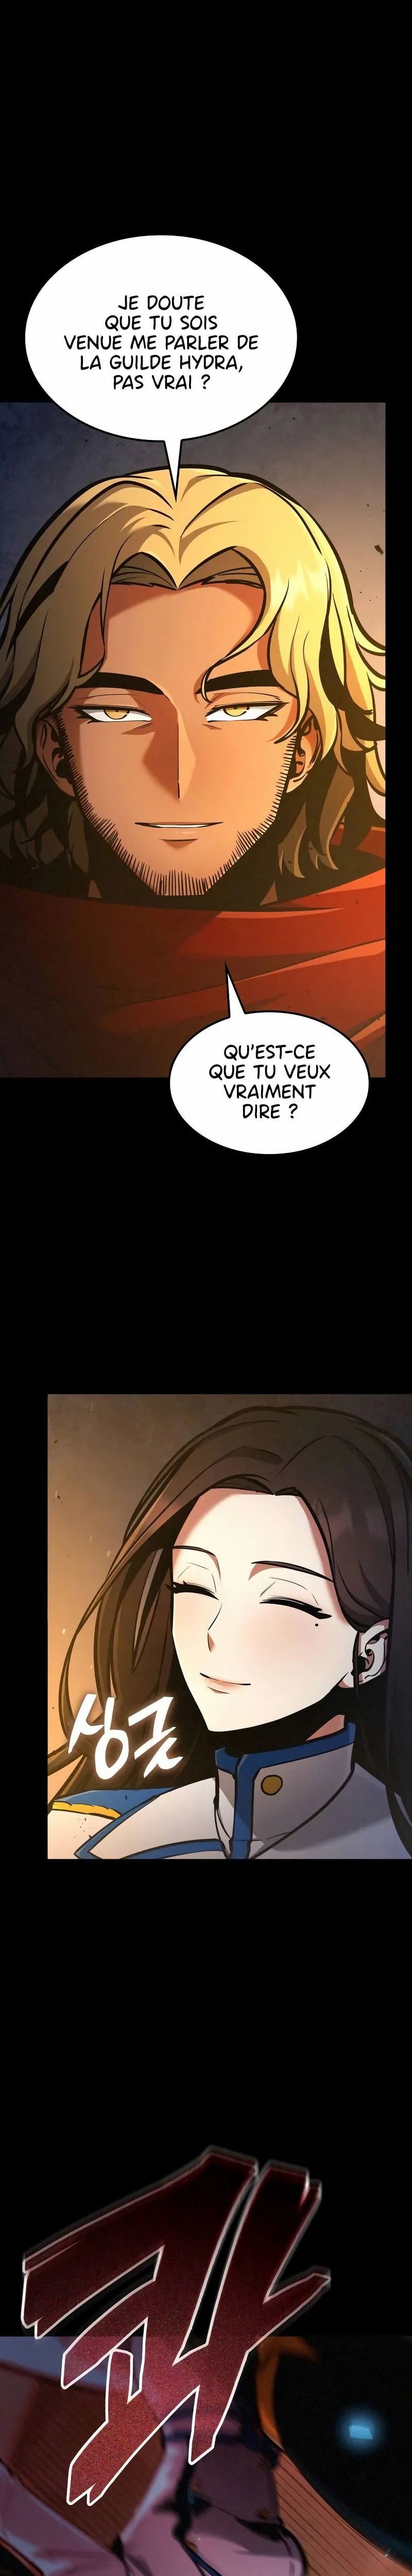 JE DOUTE
QUE TU SOIS
VENUE ME PARLER DE
LA GUILDE HYDRA,
PAS VRAI ?
QU'EST-CE
QUE TU VEUX
VRAIMENT
DIRE ?
싱긋
콱